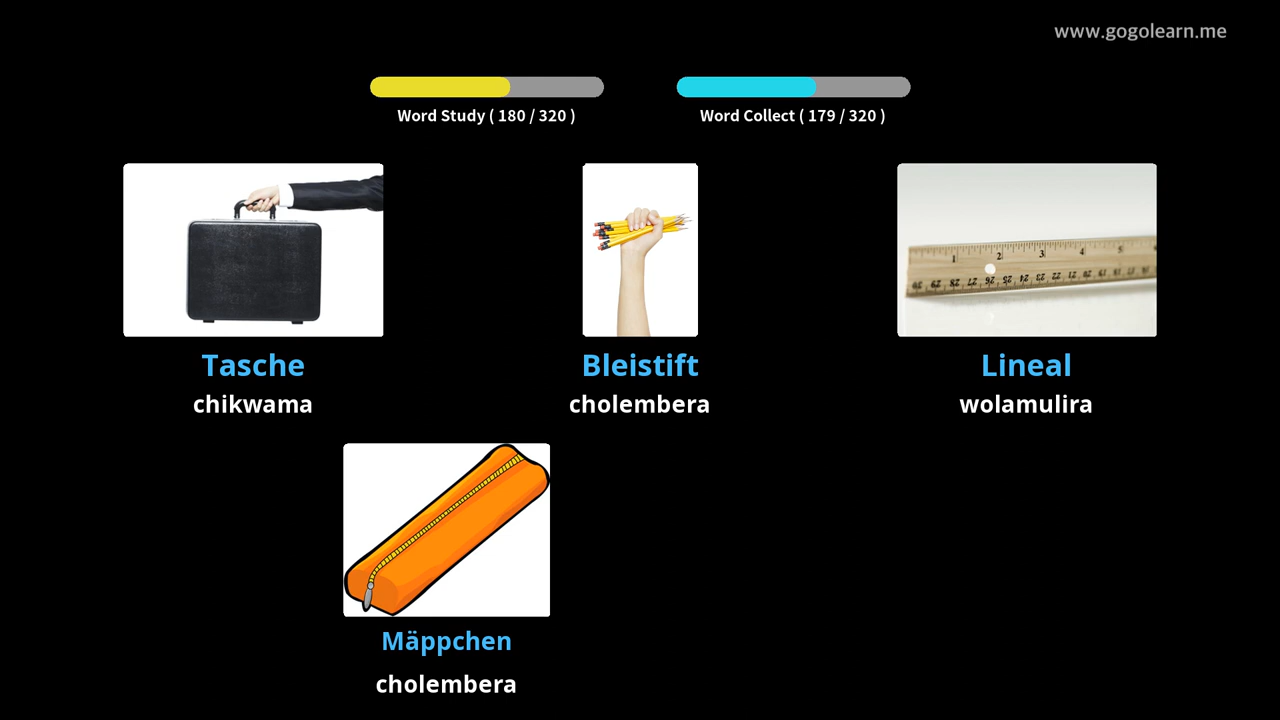 www.gogolearn.me
Word Study ( 180 / 320 )
Word Collect ( 179 / 320 )
Tasche
chikwama
Bleistift
cholembera
Lineal
wolamulira
Mäppchen
cholembera